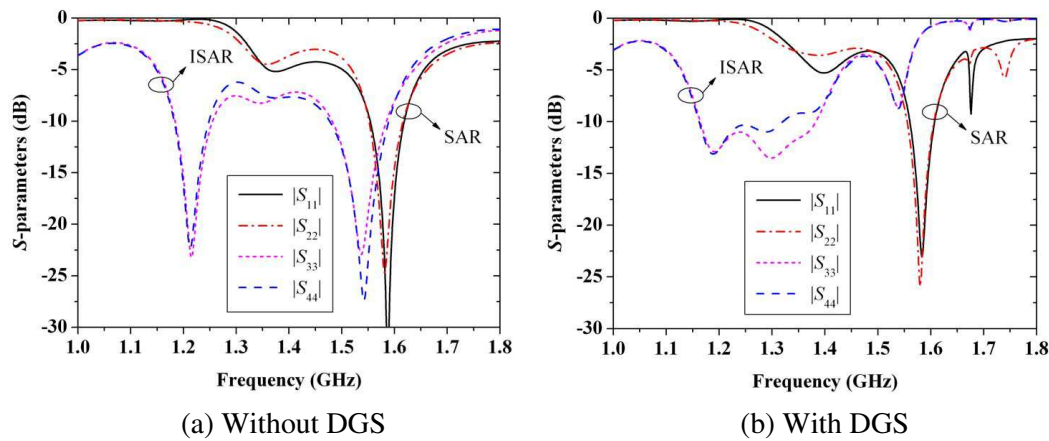 0
-5
-10
-15
-20
-25
-30
S-parameters (dB)
ISAR
SAR
|S11|
|S22|
|S33|
|S44|
1.0 1.1 1.2 1.3 1.4 1.5 1.6 1.7 1.8
Frequency (GHz)
(a) Without DGS
0
-5
-10
-15
-20
-25
-30
S-parameters (dB)
ISAR
SAR
|S11|
|S22|
|S33|
|S44|
1.0 1.1 1.2 1.3 1.4 1.5 1.6 1.7 1.8
Frequency (GHz)
(b) With DGS